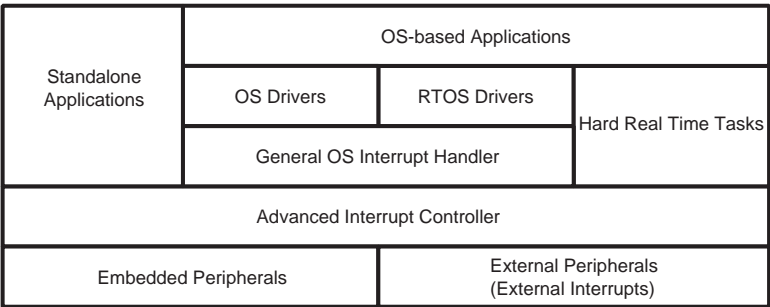 OS-based Applications
Standalone
Applications
OS Drivers
RTOS Drivers
Hard Real Time Tasks
General OS Interrupt Handler
Advanced Interrupt Controller
Embedded Peripherals
External Peripherals
(External Interrupts)